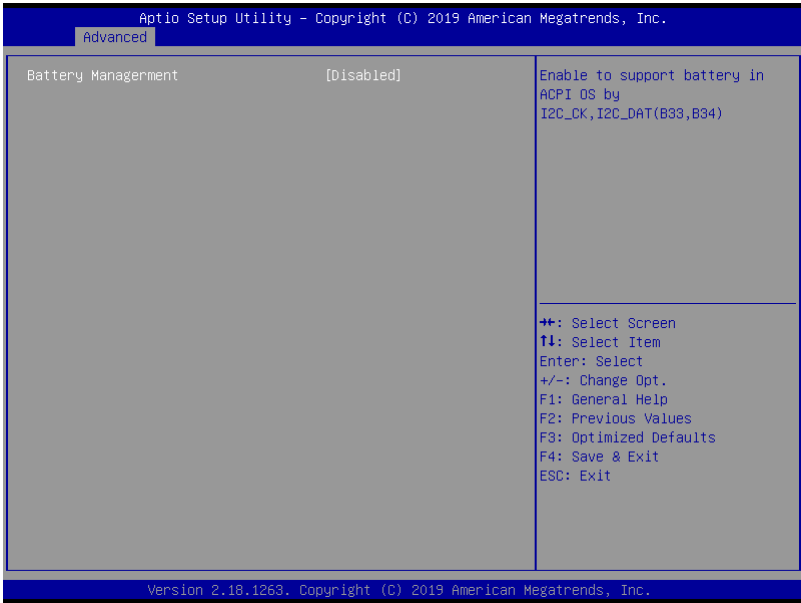 Aptio Setup Utility – Copyright (C) 2019 American Megatrends, Inc.
Advanced
Battery Managerment [Disabled]
Enable to support battery in
ACPI OS by
I2C_CK,I2C_DAT(B33,B34)
→←: Select Screen
↑↓: Select Item
Enter: Select
+/-: Change Opt.
F1: General Help
F2: Previous Values
F3: Optimized Defaults
F4: Save & Exit
ESC: Exit
Version 2.18.1263. Copyright (C) 2019 American Megatrends, Inc.